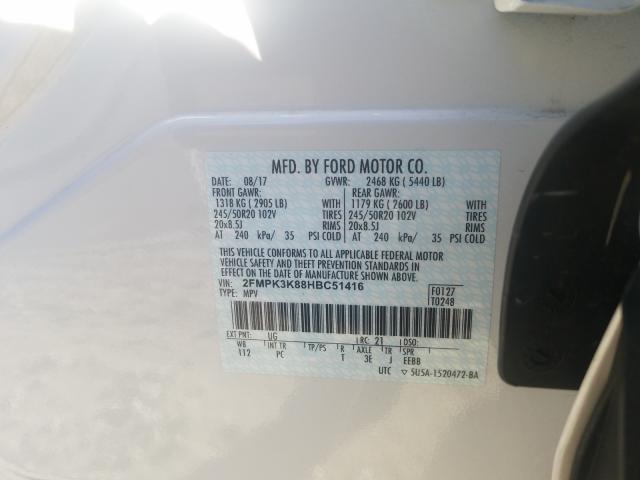 MFD. BY FORD MOTOR CO.
DATE: 08/17 GVWR: 2468 KG ( 5440 LB)
FRONT GAWR: REAR GAWR:
1318 KG ( 2905 LB) WITH 1179 KG ( 2600 LB) WITH
245/50R20 102V TIRES 245/50R20 102V TIRES
20x8.5J RIMS 20x8.5J RIMS
AT 240 kPa/ 35 PSI COLD AT 240 kPa/ 35 PSI COLD
THIS VEHICLE CONFORMS TO ALL APPLICABLE FEDERAL MOTOR
VEHICLE SAFETY AND THEFT PREVENTION STANDARDS IN
EFFECT ON THE DATE OF MANUFACTURE SHOWN ABOVE.
VIN: 2FMPK3K88HBC51416 F0127
TYPE: MPV T0248
EXT PNT: UG RC: 21 DSO:
WB INT TR TP/PS R AXLE TR SPR
112 PC T 3E J EEBB
UTC ▽ 5U5A-1520472-BA